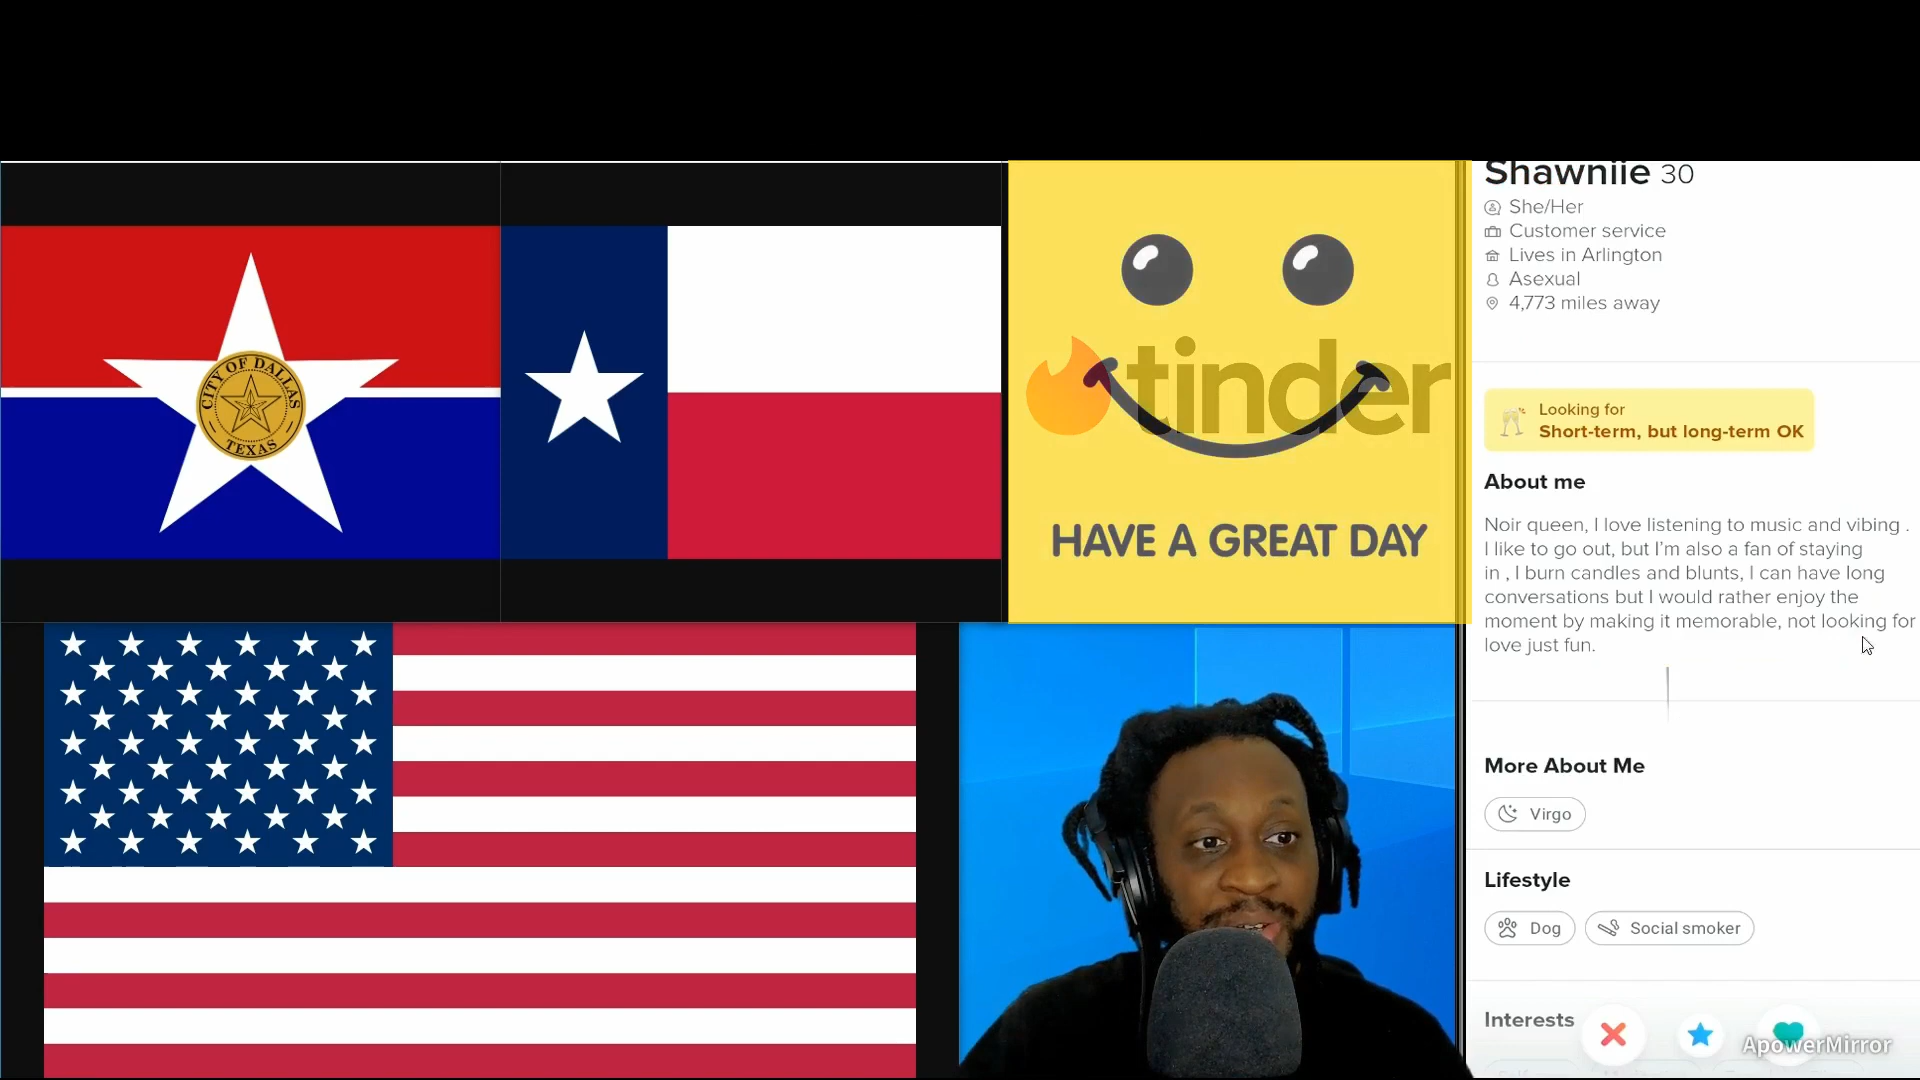 CITY OF DALLAS
TEXAS
tinder
HAVE A GREAT DAY
Shawniie 30
She/Her
Customer service
Lives in Arlington
Asexual
4,773 miles away
Looking for
Short-term, but long-term OK
About me
Noir queen, I love listening to music and vibing .
I like to go out, but I'm also a fan of staying
in , I burn candles and blunts, I can have long
conversations but I would rather enjoy the
moment by making it memorable, not looking for
love just fun.
More About Me
Virgo
Lifestyle
Dog
Social smoker
Interests
ApowerMirror